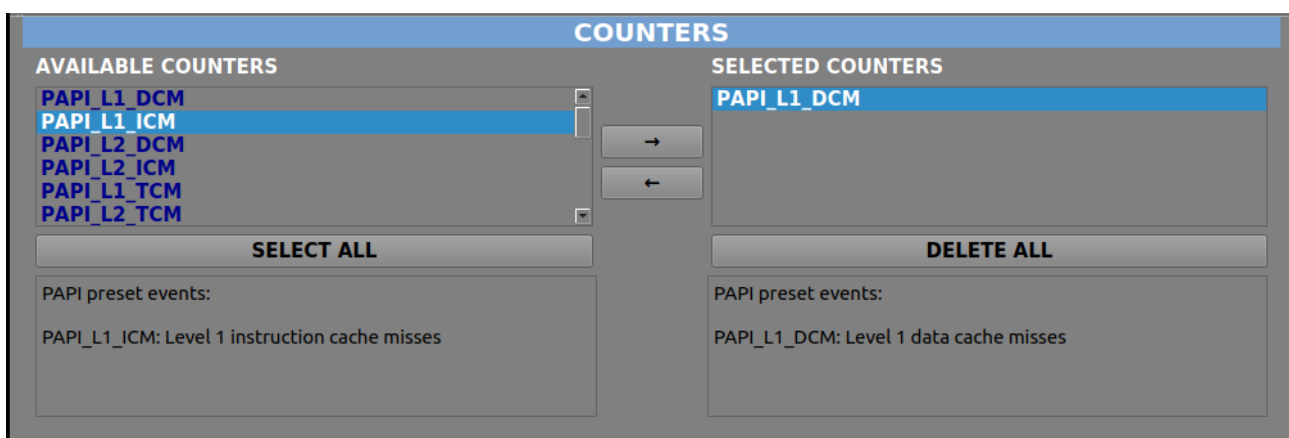 COUNTERS
AVAILABLE COUNTERS
PAPI_L1_DCM
PAPI_L1_ICM
PAPI_L2_DCM
PAPI_L2_ICM
PAPI_L1_TCM
PAPI_L2_TCM
SELECT ALL
PAPI preset events:
PAPI_L1_ICM: Level 1 instruction cache misses
→
←
SELECTED COUNTERS
PAPI_L1_DCM
DELETE ALL
PAPI preset events:
PAPI_L1_DCM: Level 1 data cache misses